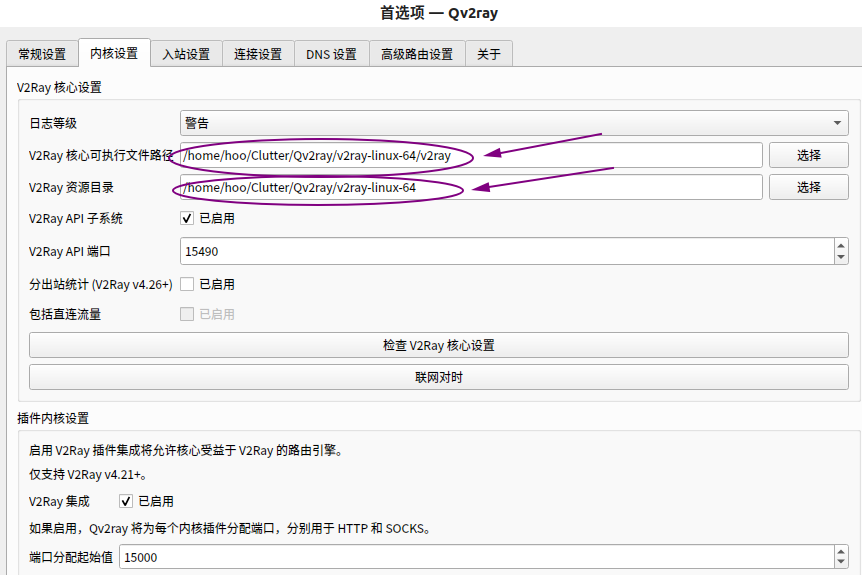 首选项 — Qv2ray
常规设置 内核设置 入站设置 连接设置 DNS 设置 高级路由设置 关于
V2Ray 核心设置
日志等级 警告
V2Ray 核心可执行文件路径 /home/hoo/Clutter/Qv2ray/v2ray-linux-64/v2ray 选择
V2Ray 资源目录 /home/hoo/Clutter/Qv2ray/v2ray-linux-64 选择
V2Ray API 子系统 已启用
V2Ray API 端口 15490
分出站统计 (V2Ray v4.26+) 已启用
包括直连流量 已启用
检查 V2Ray 核心设置
联网对时
插件内核设置
启用 V2Ray 插件集成将允许核心受益于 V2Ray 的路由引擎。
仅支持 V2Ray v4.21+。
V2Ray 集成 已启用
如果启用，Qv2ray 将为每个内核插件分配端口，分别用于 HTTP 和 SOCKS。
端口分配起始值 15000